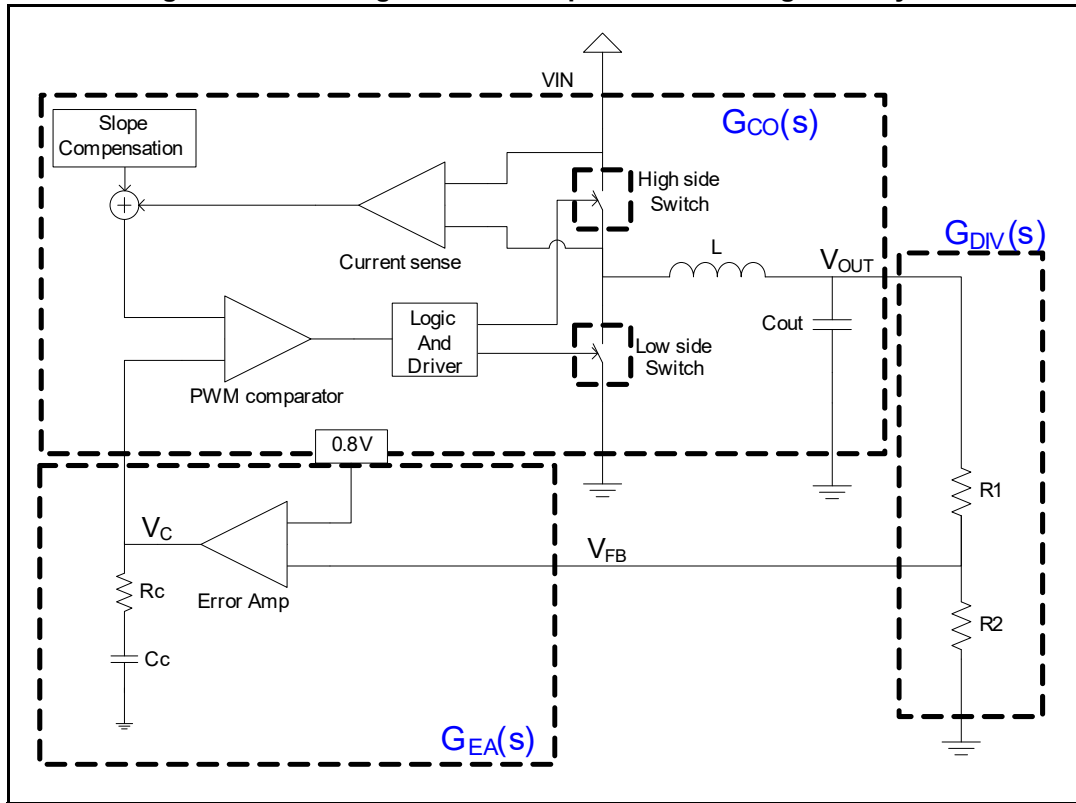 VIN
GCO(s)
Slope
Compensation
High side
Switch
GDIV(s)
Current sense
L
VOUT
Logic
And
Driver
Cout
Low side
Switch
PWM comparator
0.8V
R1
VC
VFB
Rc
Error Amp
R2
Cc
GEA(s)